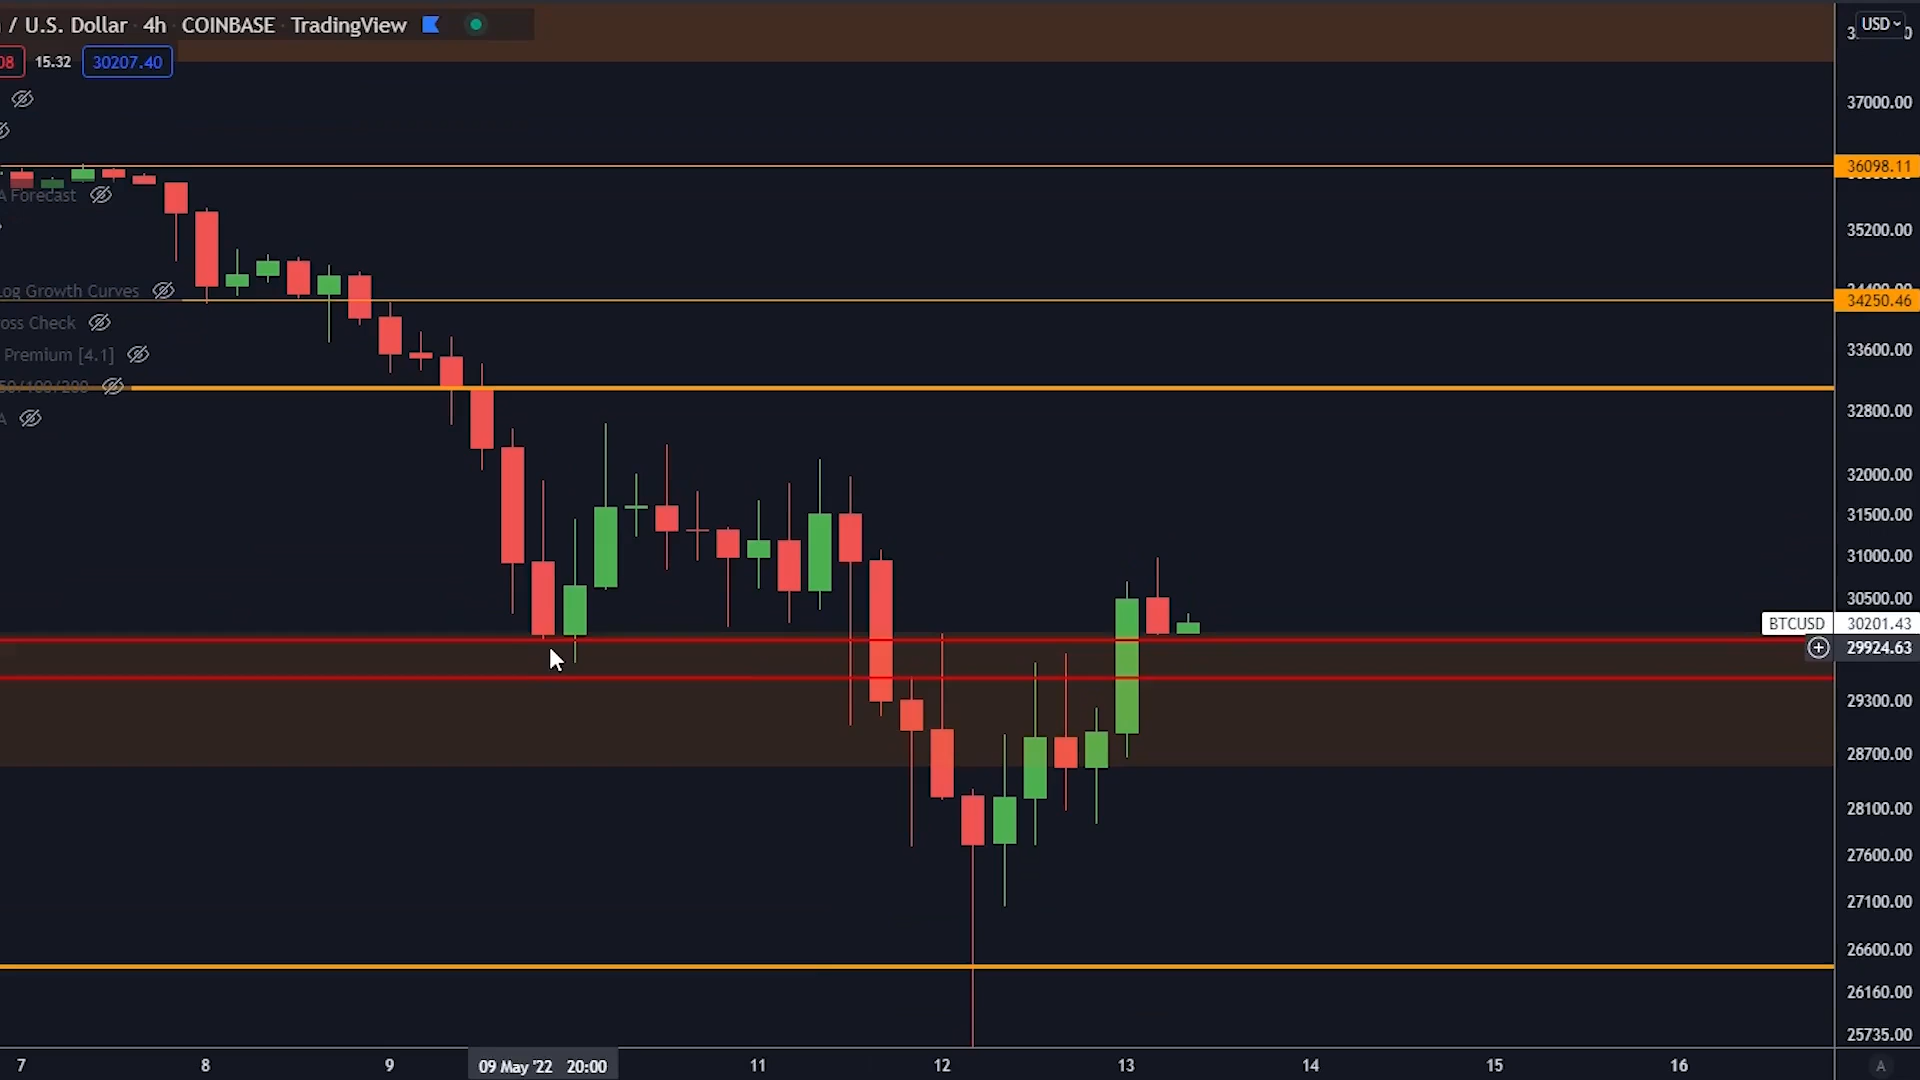 / U.S. Dollar · 4h · COINBASE · TradingView
08 15.32 30207.40
A Forecast
Log Growth Curves
oss Check
Premium [4.1]
50/100/200
A
USD
37000.00
36098.11
35200.00
34250.46
33600.00
32800.00
32000.00
31500.00
31000.00
30500.00
BTCUSD 30201.43
29924.63
29300.00
28700.00
28100.00
27600.00
27100.00
26600.00
26160.00
25735.00
7 8 9 09 May '22 20:00 11 12 13 14 15 16 A